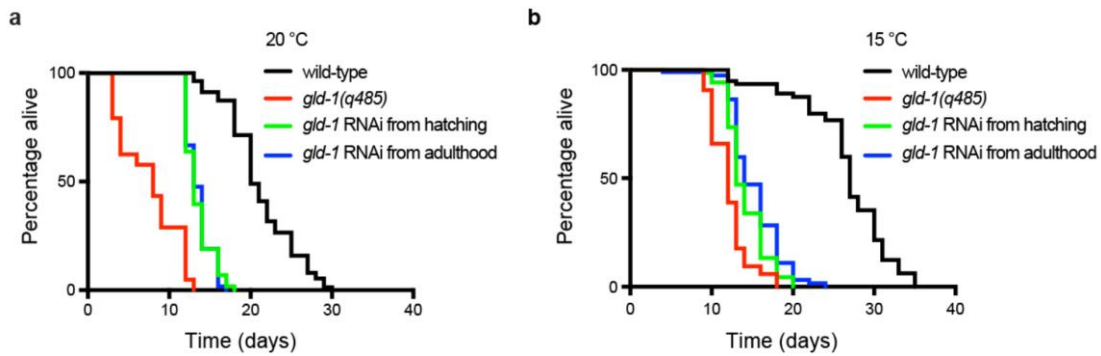 a
20 °C
wild-type
gld-1(q485)
gld-1 RNAi from hatching
gld-1 RNAi from adulthood
Percentage alive
100
50
0
0 10 20 30 40
Time (days)
b
15 °C
wild-type
gld-1(q485)
gld-1 RNAi from hatching
gld-1 RNAi from adulthood
Percentage alive
100
50
0
0 10 20 30 40
Time (days)